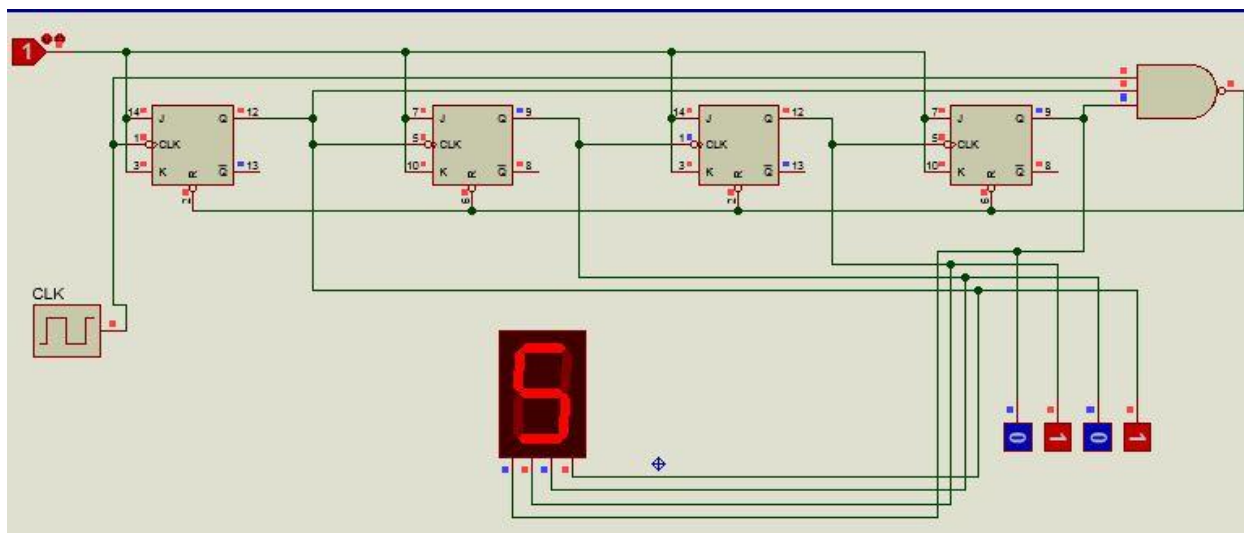 1
14 J Q 12
1 CLK
3 K Q 13
R
2
7 J Q 9
5 CLK
10 K Q 8
R
6
14 J Q 12
1 CLK
3 K Q 13
R
2
7 J Q 9
5 CLK
10 K Q 8
R
6
CLK
5
0 1 0 1